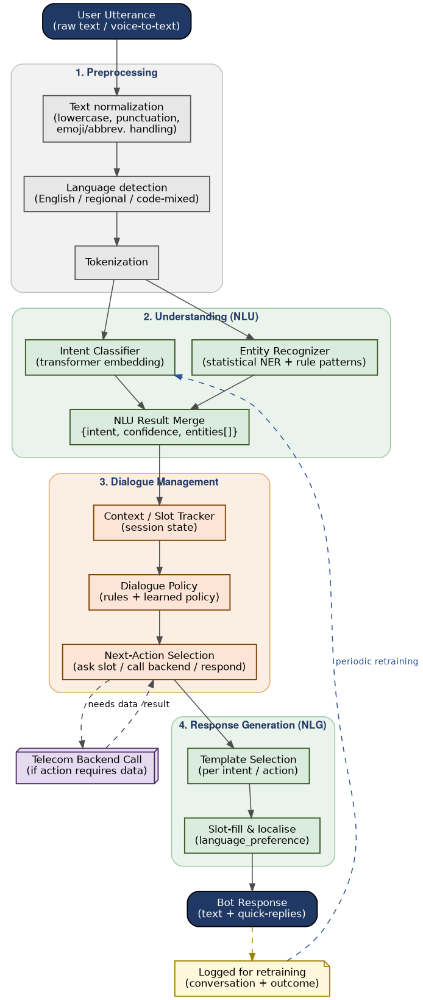 User Utterance
(raw text / voice-to-text)
1. Preprocessing
Text normalization
(lowercase, punctuation,
emoji/abbrev. handling)
Language detection
(English / regional / code-mixed)
Tokenization
2. Understanding (NLU)
Intent Classifier
(transformer embedding)
Entity Recognizer
(statistical NER + rule patterns)
NLU Result Merge
{intent, confidence, entities[]}
3. Dialogue Management
Context / Slot Tracker
(session state)
Dialogue Policy
(rules + learned policy)
Next-Action Selection
(ask slot / call backend / respond)
periodic retraining
needs data
result
4. Response Generation (NLG)
Telecom Backend Call
(if action requires data)
Template Selection
(per intent / action)
Slot-fill & localise
(language_preference)
Bot Response
(text + quick-replies)
Logged for retraining
(conversation + outcome)